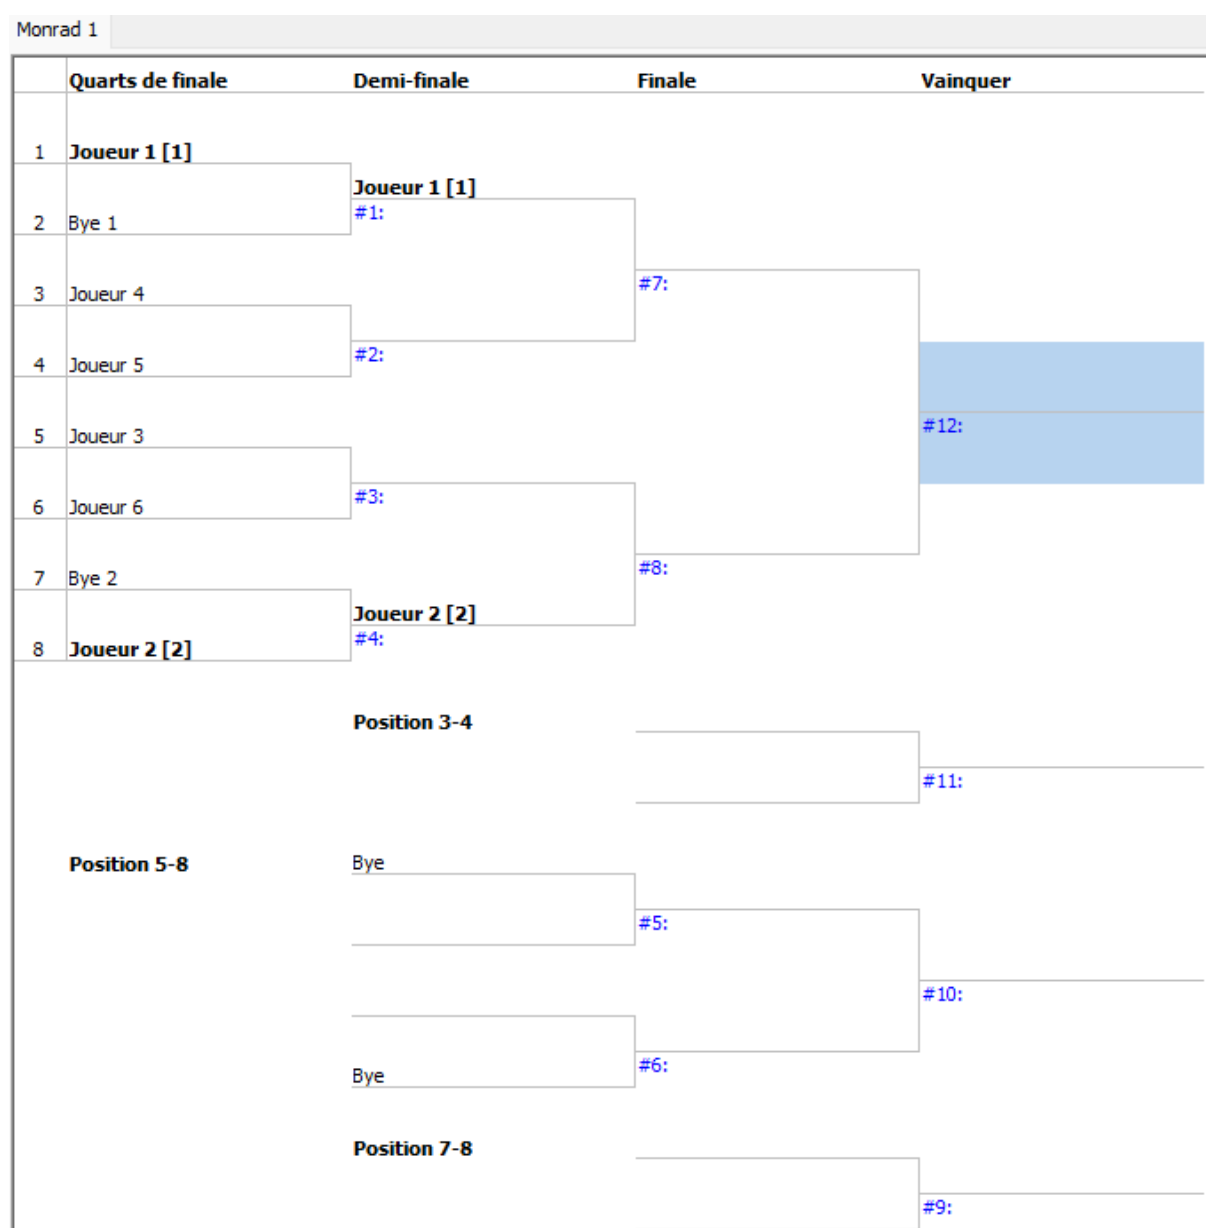 Monrad 1
Quarts de finale Demi-finale Finale Vainquer
1 Joueur 1 [1]
Joueur 1 [1]
2 Bye 1 #1:
#7:
3 Joueur 4
#2:
4 Joueur 5
#12:
5 Joueur 3
#3:
6 Joueur 6
#8:
7 Bye 2
Joueur 2 [2]
#4:
8 Joueur 2 [2]
Position 3-4
#11:
Position 5-8 Bye
#5:
#10:
#6:
Bye
Position 7-8
#9: